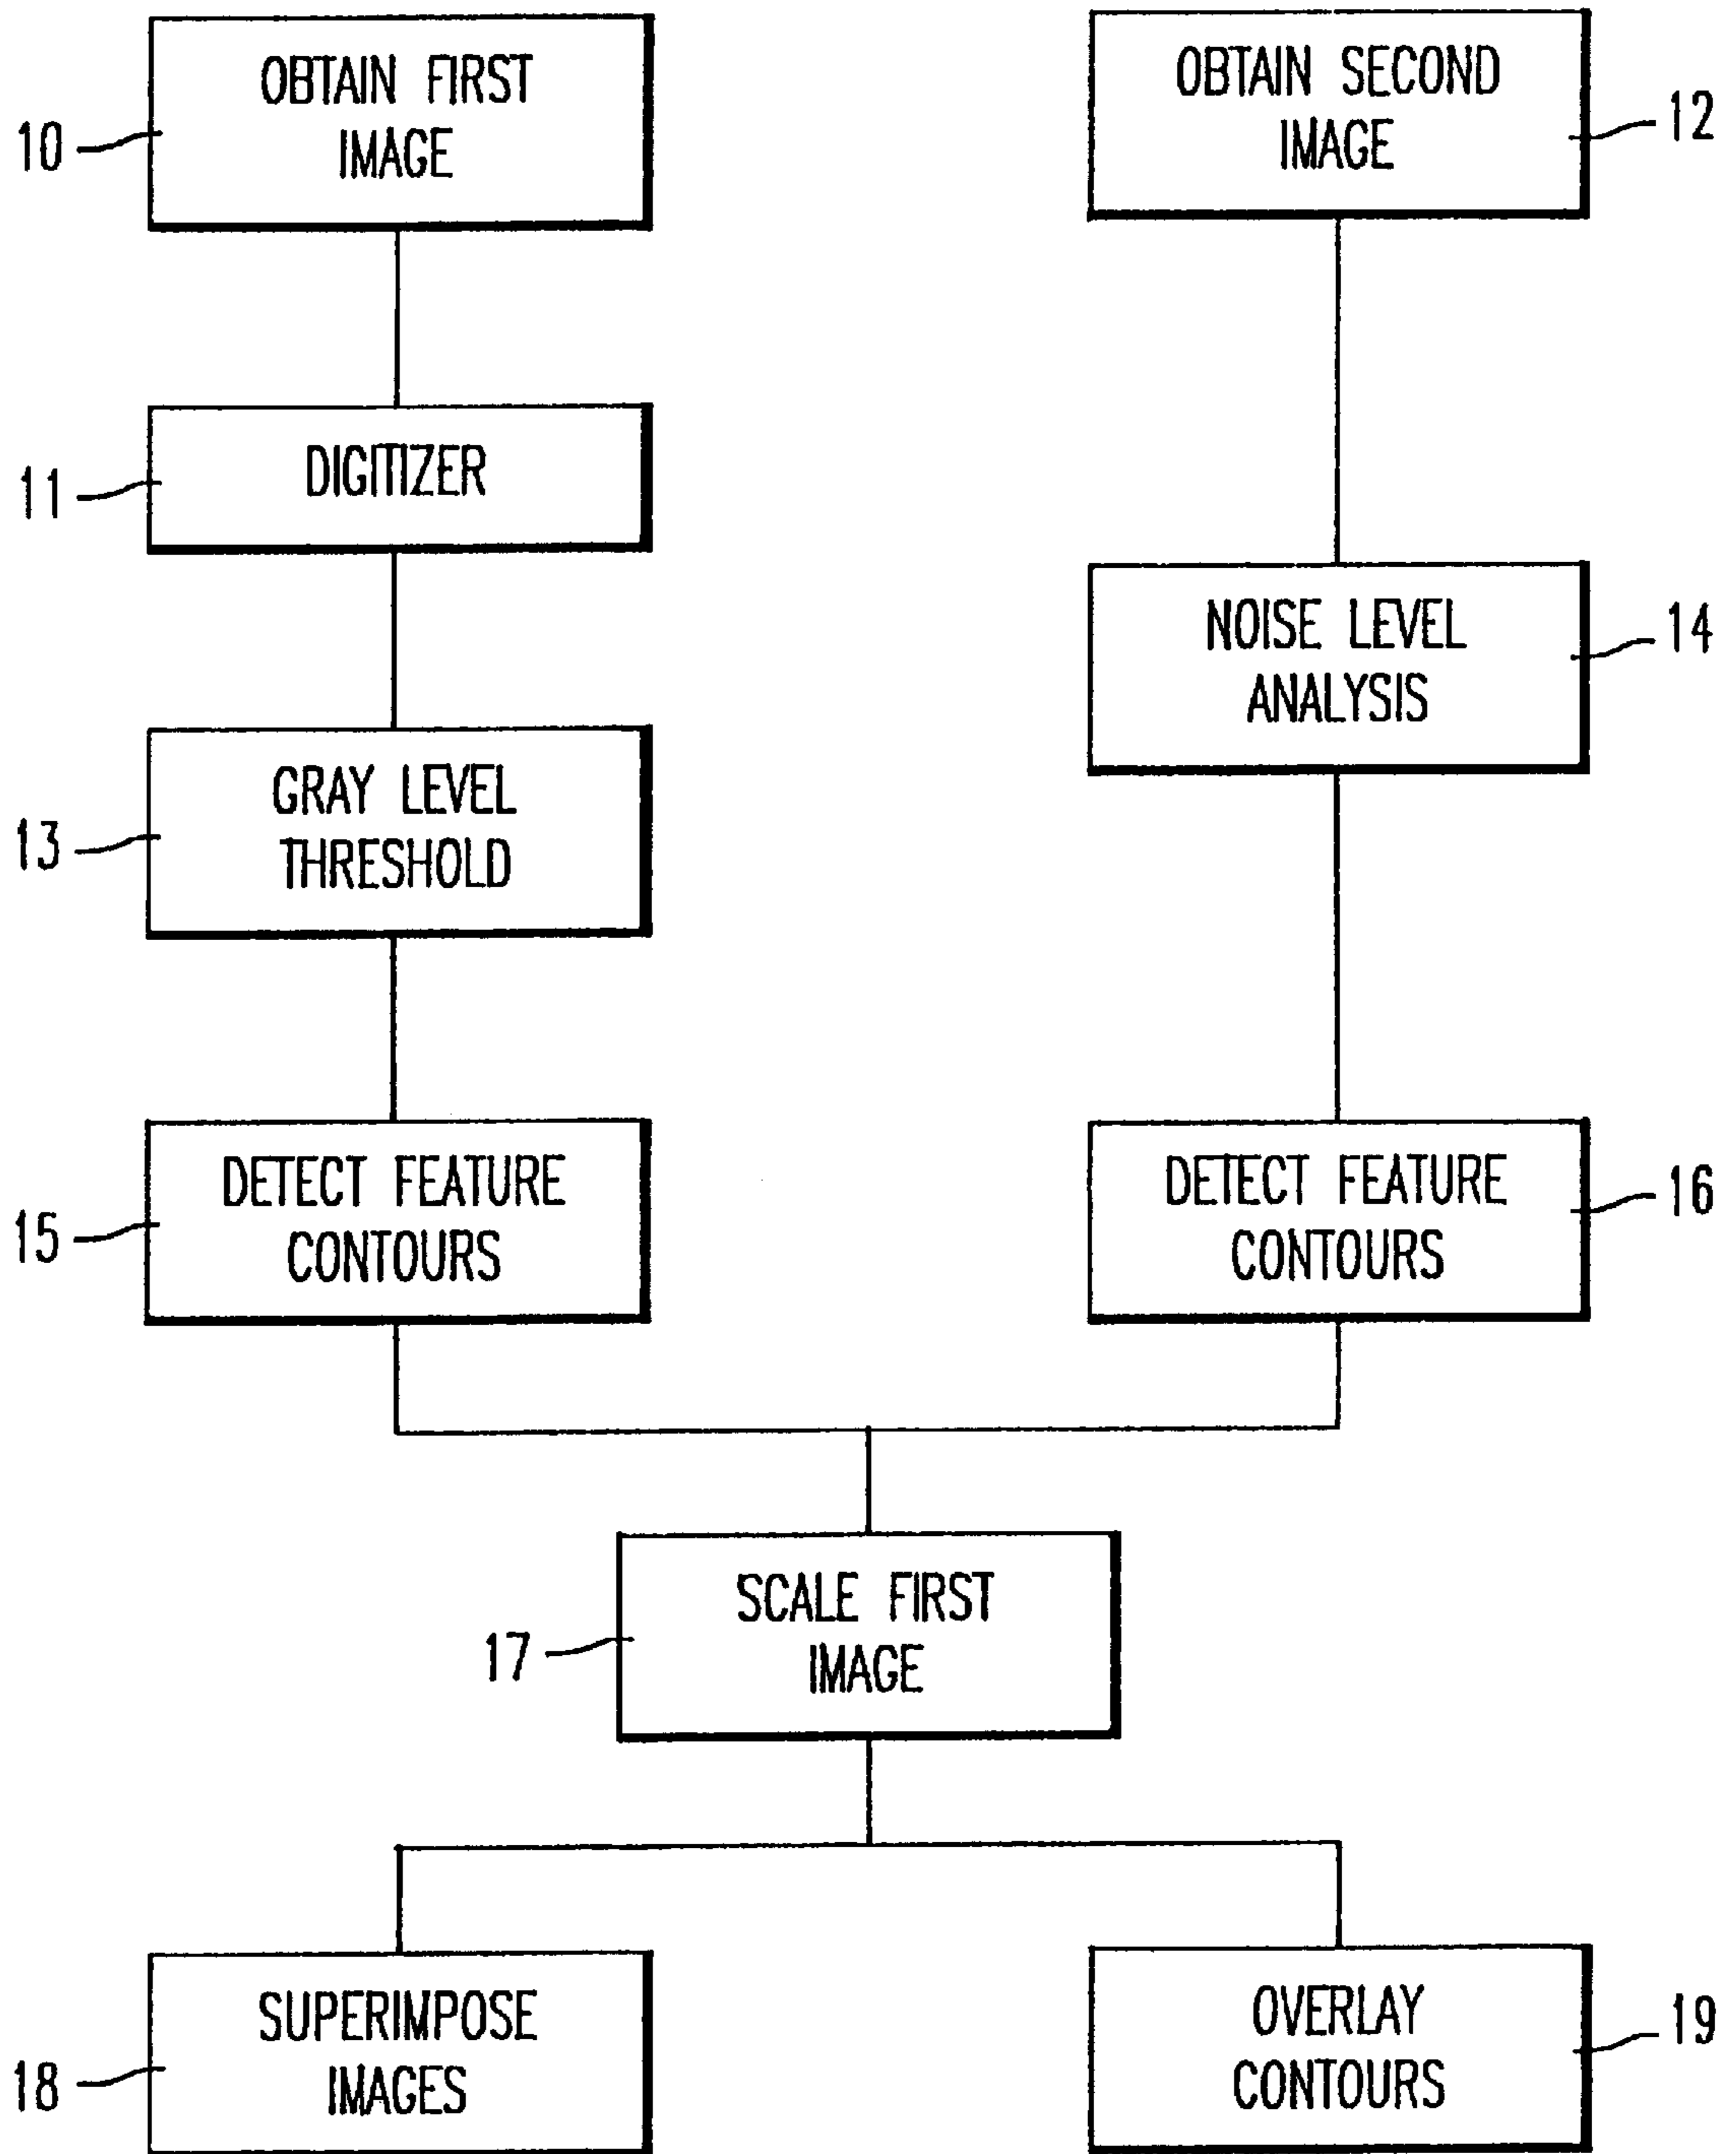 OBTAIN FIRST
IMAGE
10
OBTAIN SECOND
IMAGE
12
DIGITIZER
11
NOISE LEVEL
ANALYSIS
14
GRAY LEVEL
THRESHOLD
13
DETECT FEATURE
CONTOURS
15
DETECT FEATURE
CONTOURS
16
SCALE FIRST
IMAGE
17
SUPERIMPOSE
IMAGES
18
OVERLAY
CONTOURS
19